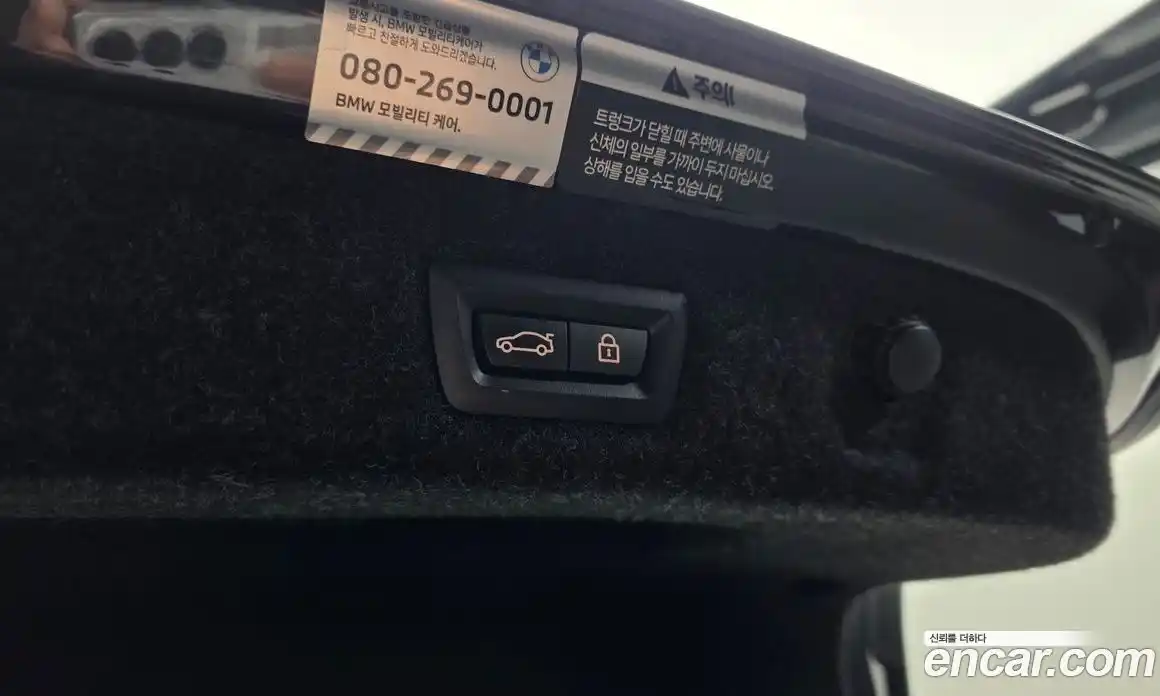 발생 시, BMW 모빌리티케어가
빠르고 친절하게 도와드리겠습니다.
080-269-0001
BMW 모빌리티 케어.
주의!
트렁크가 닫힐 때 주변에 사물이나
신체의 일부를 가까이 두지 마십시오.
상해를 입을 수도 있습니다.
신뢰를 더하다
encar.com